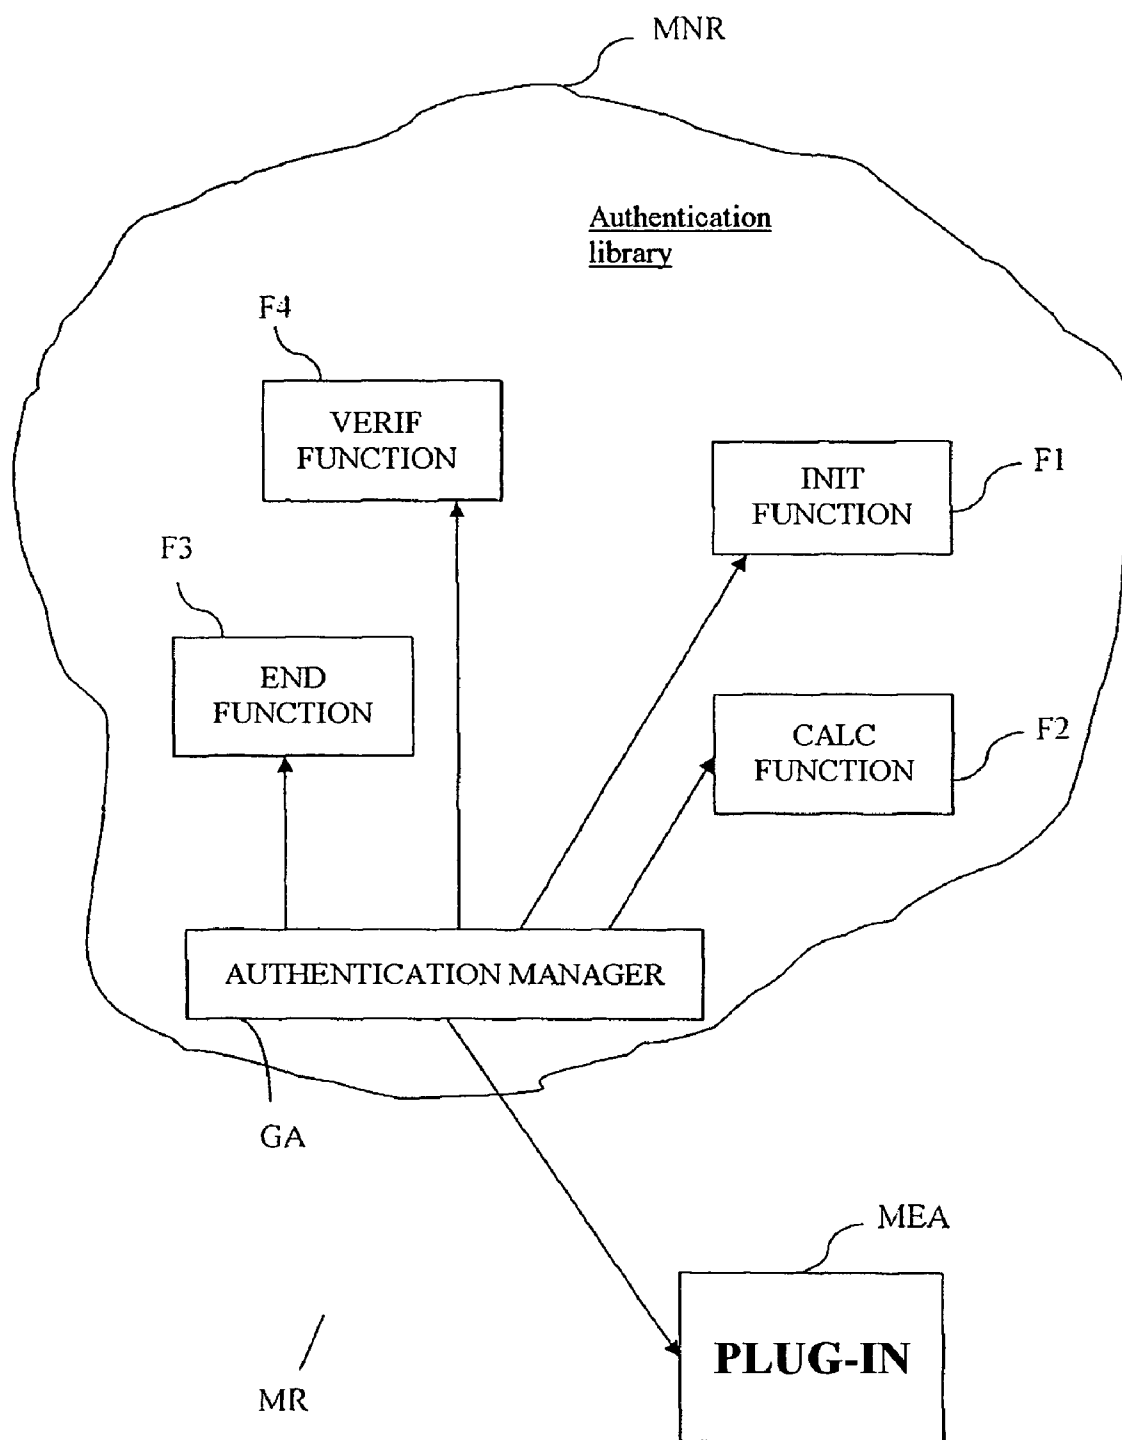 MNR
Authentication
library
F4
VERIF
FUNCTION
INIT
FUNCTION
F1
F3
END
FUNCTION
CALC
FUNCTION
F2
AUTHENTICATION MANAGER
GA
MEA
PLUG-IN
MR